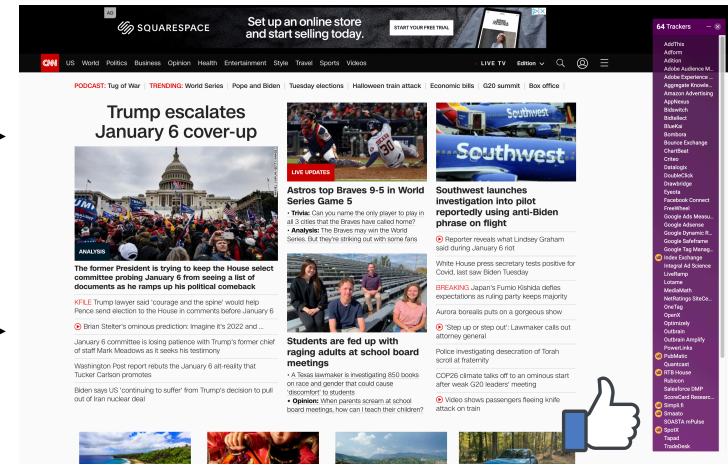 AD
SQUARESPACE
Set up an online store
and start selling today.
START YOUR FREE TRIAL
CNN
US World Politics Business Opinion Health Entertainment Style Travel Sports Videos
LIVE TV Edition
PODCAST: Tug of War | TRENDING: World Series | Pope and Biden | Tuesday elections | Halloween train attack | Economic bills | G20 summit | Box office |
Trump escalates
January 6 cover-up
ANALYSIS
The former President is trying to keep the House select
committee probing January 6 from seeing a list of
documents as he ramps up his political comeback
KFILE Trump lawyer said 'courage and the spine' would help
Pence send election to the House in comments before January 6
Brian Stelter's ominous prediction: Imagine it's 2022 and ...
January 6 committee is losing patience with Trump's former chief
of staff Mark Meadows as it seeks his testimony
Washington Post report rebuts the January 6 alt-reality that
Tucker Carlson promotes
Biden says US 'continuing to suffer' from Trump's decision to pull
out of Iran nuclear deal
LIVE UPDATES
30
Astros top Braves 9-5 in World
Series Game 5
• Trivia: Can you name the only player to play in
all 3 cities that the Braves have called home?
• Analysis: The Braves may win the World
Series. But they're striking out with some fans
Students are fed up with
raging adults at school board
meetings
• A Texas lawmaker is investigating 850 books
on race and gender that could cause
'discomfort' to students
• Opinion: When parents scream at school
board meetings, how can I teach their children?
Southwest
Southwest
Southwest launches
investigation into pilot
reportedly using anti-Biden
phrase on flight
Reporter reveals what Lindsey Graham
said during January 6 riot
White House press secretary tests positive for
Covid, last saw Biden Tuesday
BREAKING Japan's Fumio Kishida defies
expectations as ruling party keeps majority
Aurora borealis puts on a gorgeous show
'Step up or step out': Lawmaker calls out
attorney general
Police investigating desecration of Torah
scroll at fraternity
COP26 climate talks off to an ominous start
after weak G20 leaders' meeting
Video shows passengers fleeing knife
attack on train
64 Trackers
AddThis
Adform
Adition
Adobe Audience M...
Adobe Experience ...
Aggregate Knowle...
Amazon Advertising
AppNexus
Bidswitch
Bidtellect
BlueKai
Bombora
Bounce Exchange
ChartBeat
Criteo
Datalogix
DoubleClick
Drawbridge
Eyeota
Facebook Connect
FreeWheel
Google Ads Measu...
Google Adsense
Google Dynamic R...
Google Safeframe
Google Tag Manag...
Index Exchange
Integral Ad Science
LiveRamp
Lotame
MediaMath
NetRatings SiteCe...
OneTag
OpenX
Optimizely
Outbrain
Outbrain Amplify
PowerLinks
PubMatic
Quantcast
RTB House
Rubicon
Salesforce DMP
ScoreCard Researc...
Simpli.fi
Smaato
SOASTA mPulse
SpotX
Tapad
TradeDesk